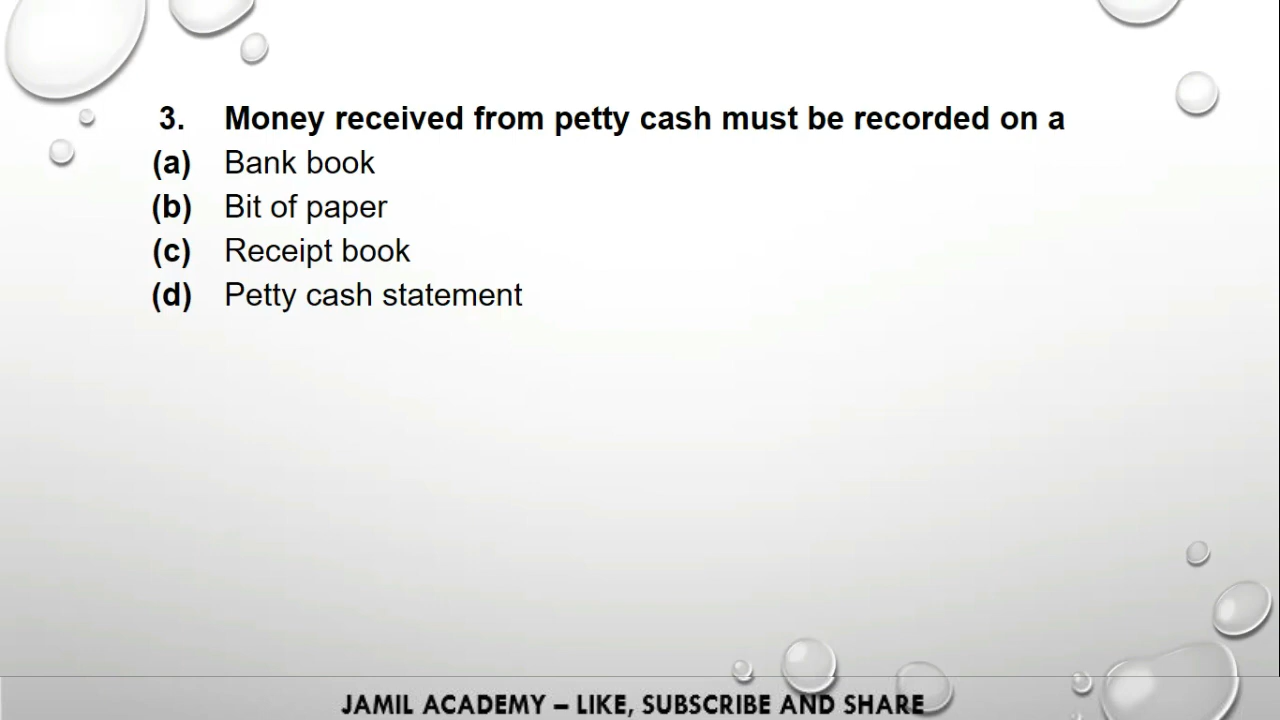 3. Money received from petty cash must be recorded on a
(a) Bank book
(b) Bit of paper
(c) Receipt book
(d) Petty cash statement
JAMIL ACADEMY – LIKE, SUBSCRIBE AND SHARE